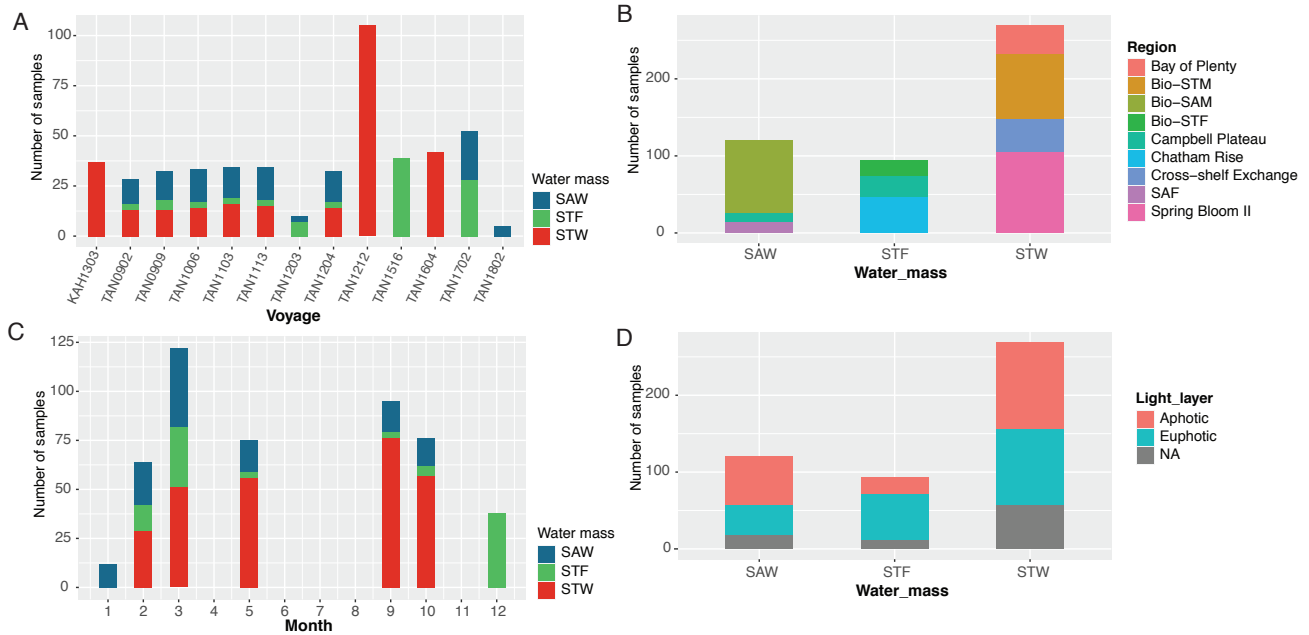 A
Number of samples
100
75
50
25
0
KAH1303
TAN0902
TAN0909
TAN1006
TAN1103
TAN1113
TAN1203
TAN1204
TAN1212
TAN1516
TAN1604
TAN1702
TAN1802
Voyage
Water mass
SAW
STF
STW
B
Number of samples
200
100
0
SAW STF STW
Water_mass
Region
Bay of Plenty
Bio−STM
Bio−SAM
Bio−STF
Campbell Plateau
Chatham Rise
Cross−shelf Exchange
SAF
Spring Bloom II
C
Number of samples
125
100
75
50
25
0
1 2 3 4 5 6 7 8 9 10 11 12
Month
Water mass
SAW
STF
STW
D
Number of samples
200
100
0
SAW STF STW
Water_mass
Light_layer
Aphotic
Euphotic
NA